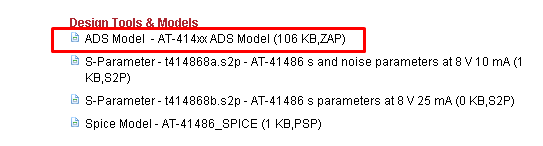 Design Tools & Models
ADS Model - AT-414xx ADS Model (106 KB,ZAP)
S-Parameter - t414868a.s2p - AT-41486 s and noise parameters at 8 V 10 mA (1
KB,S2P)
S-Parameter - t414868b.s2p - AT-41486 s parameters at 8 V 25 mA (0 KB,S2P)
Spice Model - AT-41486_SPICE (1 KB,PSP)